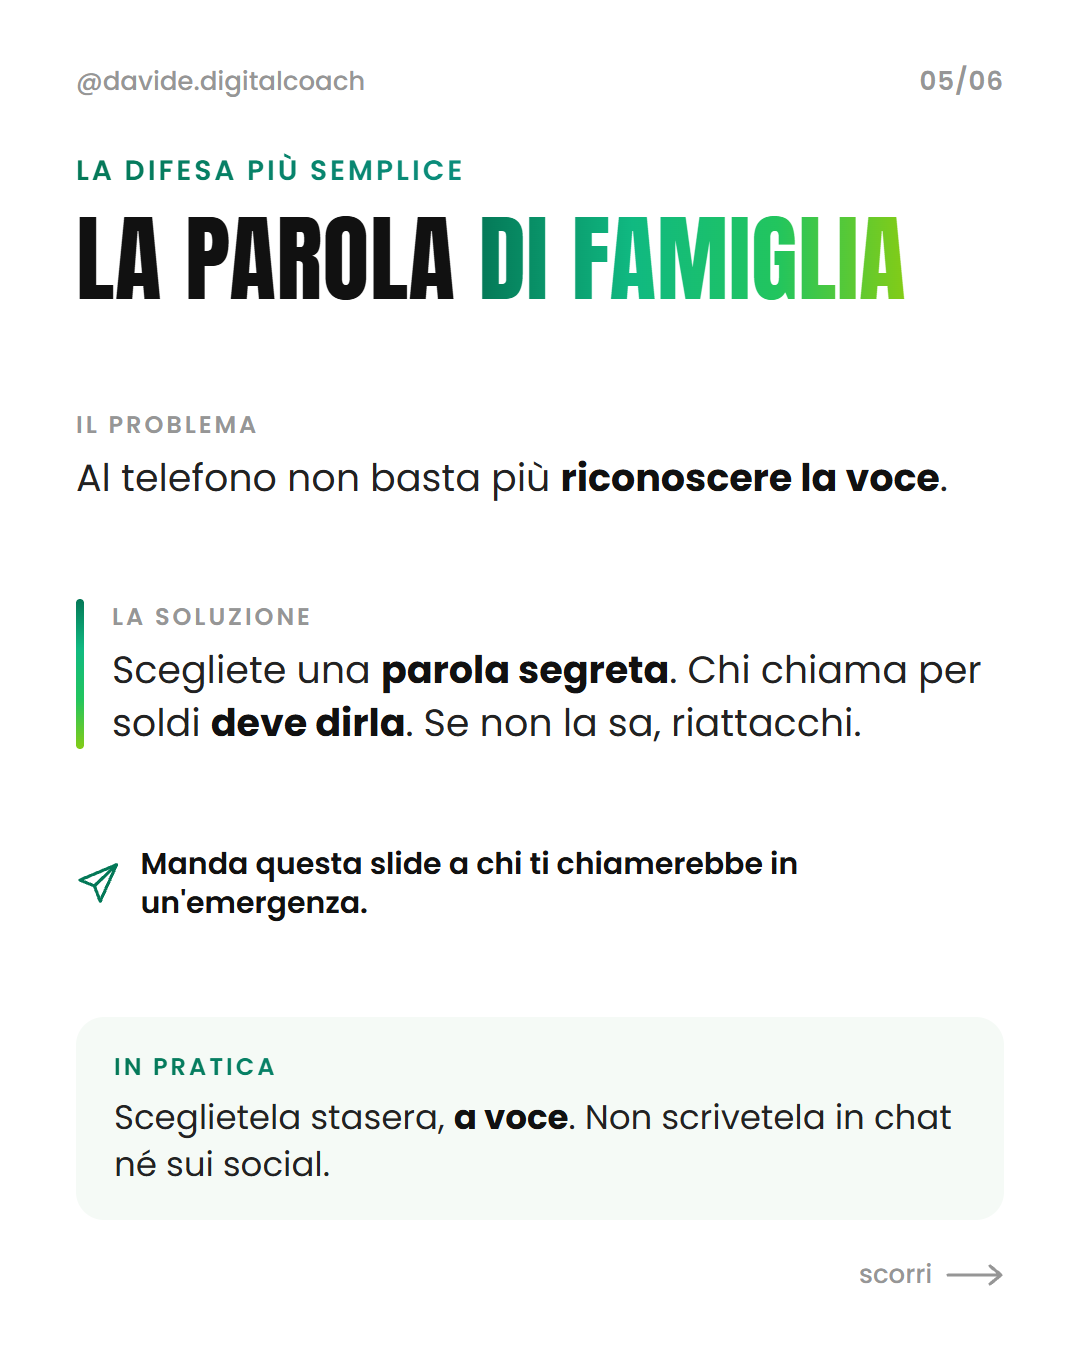 @davide.digitalcoach
05/06
LA DIFESA PIÙ SEMPLICE
LA PAROLA DI FAMIGLIA
IL PROBLEMA
Al telefono non basta più riconoscere la voce.
LA SOLUZIONE
Scegliete una parola segreta. Chi chiama per
soldi deve dirla. Se non la sa, riattacchi.
Manda questa slide a chi ti chiamerebbe in
un'emergenza.
IN PRATICA
Sceglietela stasera, a voce. Non scrivetela in chat
né sui social.
scorri